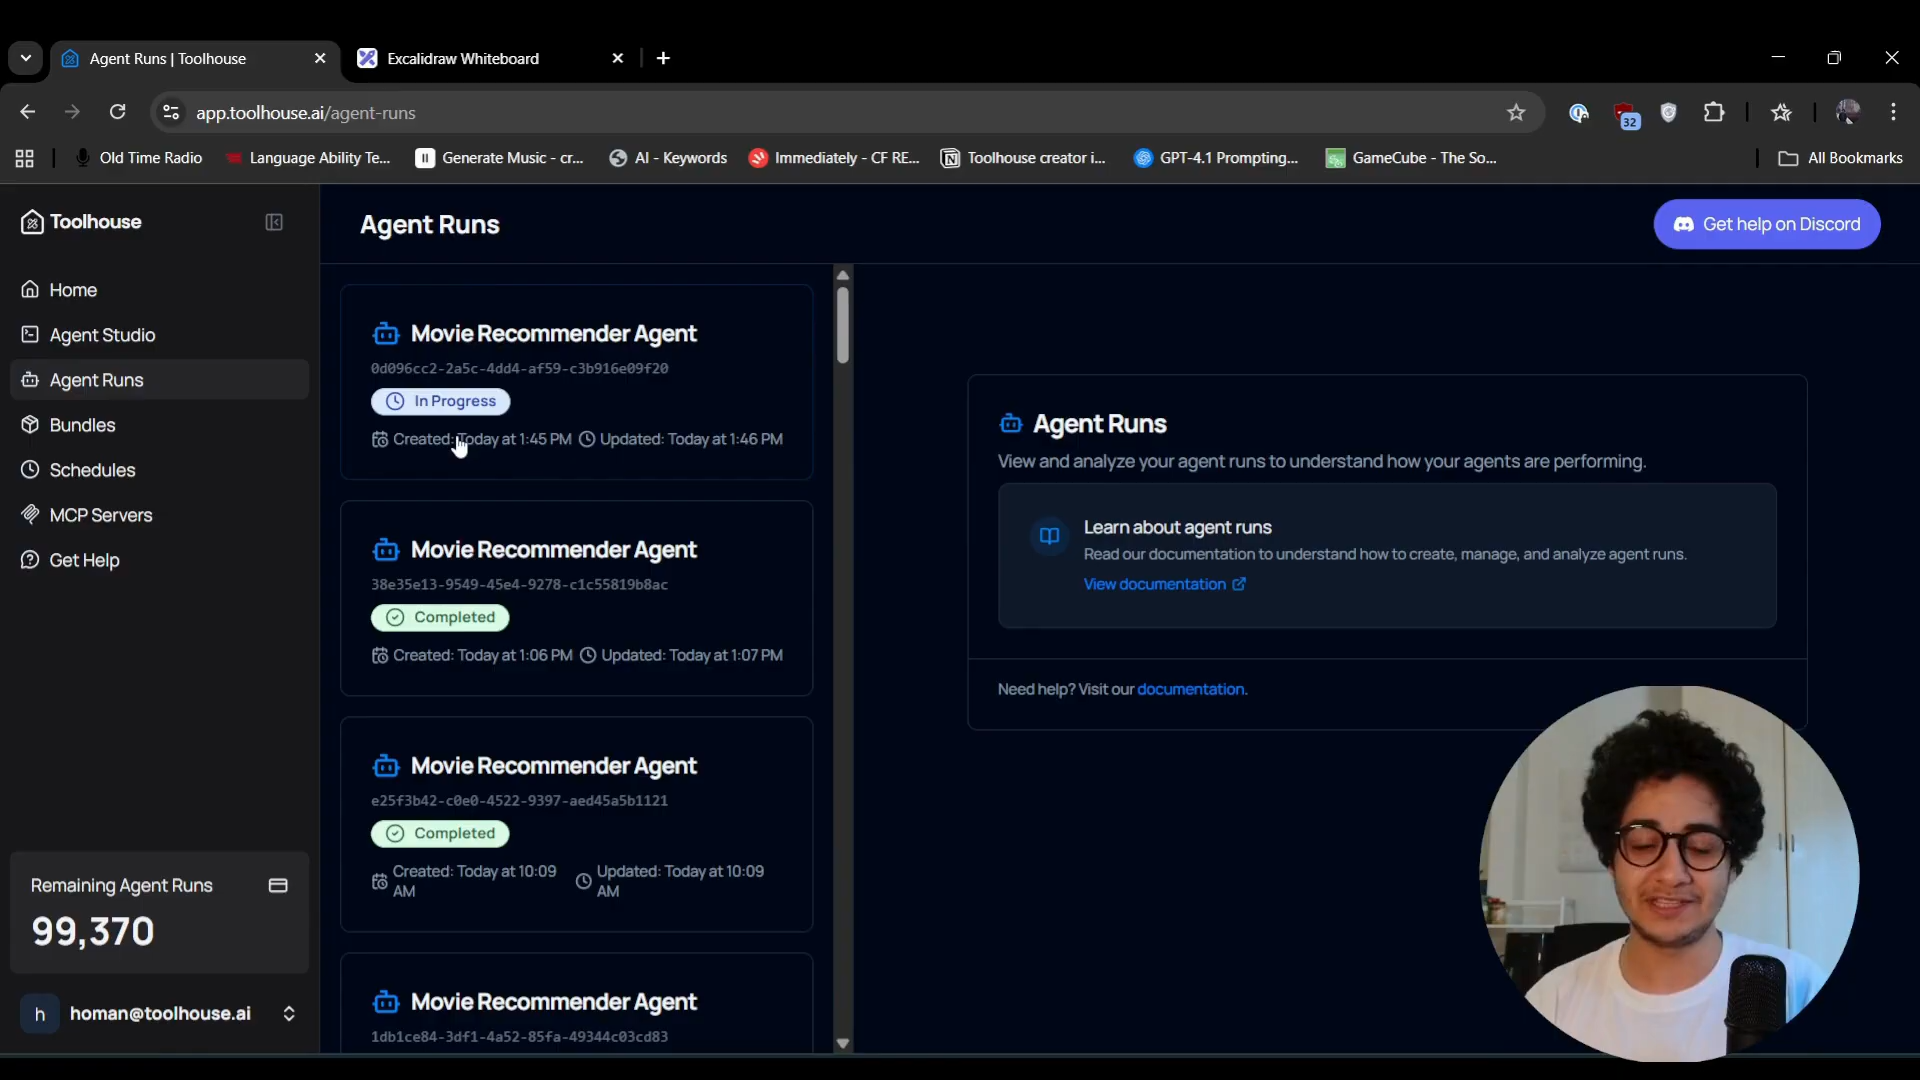 Agent Runs | Toolhouse
Excalidraw Whiteboard
app.toolhouse.ai/agent-runs
32
Old Time Radio
Language Ability Te...
Generate Music - cr...
AI - Keywords
Immediately - CF RE...
Toolhouse creator i...
GPT-4.1 Prompting...
GameCube - The So...
All Bookmarks
Toolhouse
Home
Agent Studio
Agent Runs
Bundles
Schedules
MCP Servers
Get Help
Remaining Agent Runs
99,370
h
homan@toolhouse.ai
Agent Runs
Get help on Discord
Movie Recommender Agent
0d096cc2-2a5c-4dd4-af59-c3b916e09f20
In Progress
Created: Today at 1:45 PM
Updated: Today at 1:46 PM
Movie Recommender Agent
38e35e13-9549-45e4-9278-c1c55819b8ac
Completed
Created: Today at 1:06 PM
Updated: Today at 1:07 PM
Movie Recommender Agent
e25f3b42-c0e0-4522-9397-aed45a5b1121
Completed
Created: Today at 10:09
AM
Updated: Today at 10:09
AM
Movie Recommender Agent
1db1ce84-3df1-4a52-85fa-49344c03cd83
Agent Runs
View and analyze your agent runs to understand how your agents are performing.
Learn about agent runs
Read our documentation to understand how to create, manage, and analyze agent runs.
View documentation
Need help? Visit our documentation.